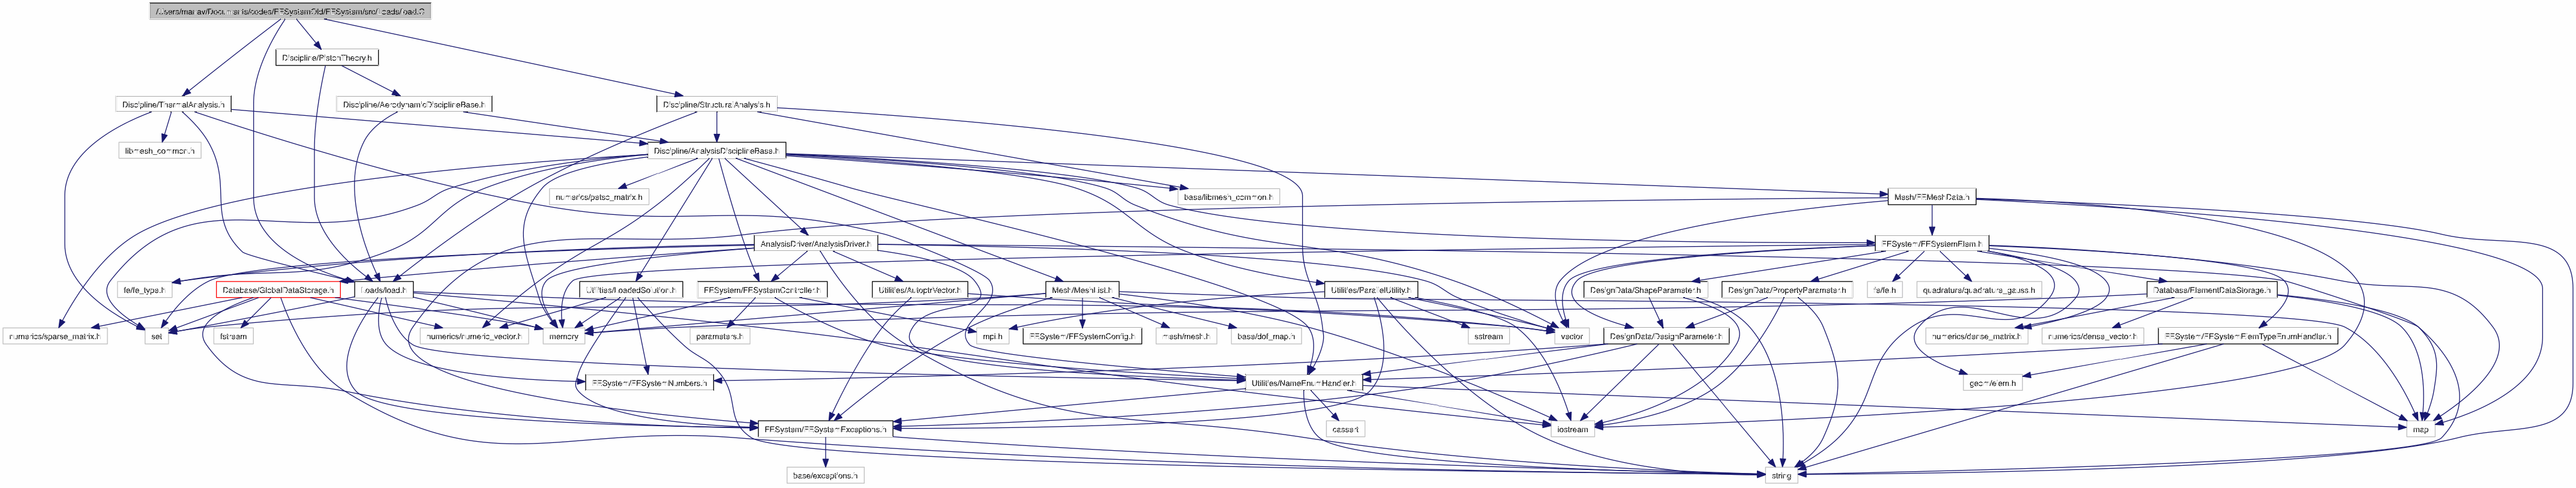 /Users/manav/Documents/codes/FESystemOld/FESystem/src/Loads/load.C
Discipline/PistonTheory.h
Discipline/ThermalAnalysis.h
Discipline/AerodynamicDisciplineBase.h
Discipline/StructuralAnalysis.h
libmesh_common.h
Discipline/AnalysisDisciplineBase.h
numerics/petsc_matrix.h
base/libmesh_common.h
Mesh/FEMeshData.h
AnalysisDriver/AnalysisDriver.h
FESystem/FESystemElem.h
fe/fe_type.h
Database/GlobalDataStorage.h
Loads/load.h
Utilities/LoadedSolution.h
FESystem/FESystemController.h
Utilities/AutoptrVector.h
Mesh/MeshList.h
Utilities/ParallelUtility.h
DesignData/ShapeParameter.h
DesignData/PropertyParameter.h
fe/fe.h
quadrature/quadrature_gauss.h
Database/ElementDataStorage.h
numerics/sparse_matrix.h
set
fstream
numerics/numeric_vector.h
memory
parameters.h
mpi.h
FESystem/FESystemConfig.h
mesh/mesh.h
base/dof_map.h
sstream
vector
DesignData/DesignParameter.h
numerics/dense_matrix.h
numerics/dense_vector.h
FESystem/FESystemElemTypeEnumHandler.h
FESystem/FESystemNumbers.h
Utilities/NameEnumHandler.h
geom/elem.h
FESystem/FESystemExceptions.h
cassert
iostream
map
base/exceptions.h
string